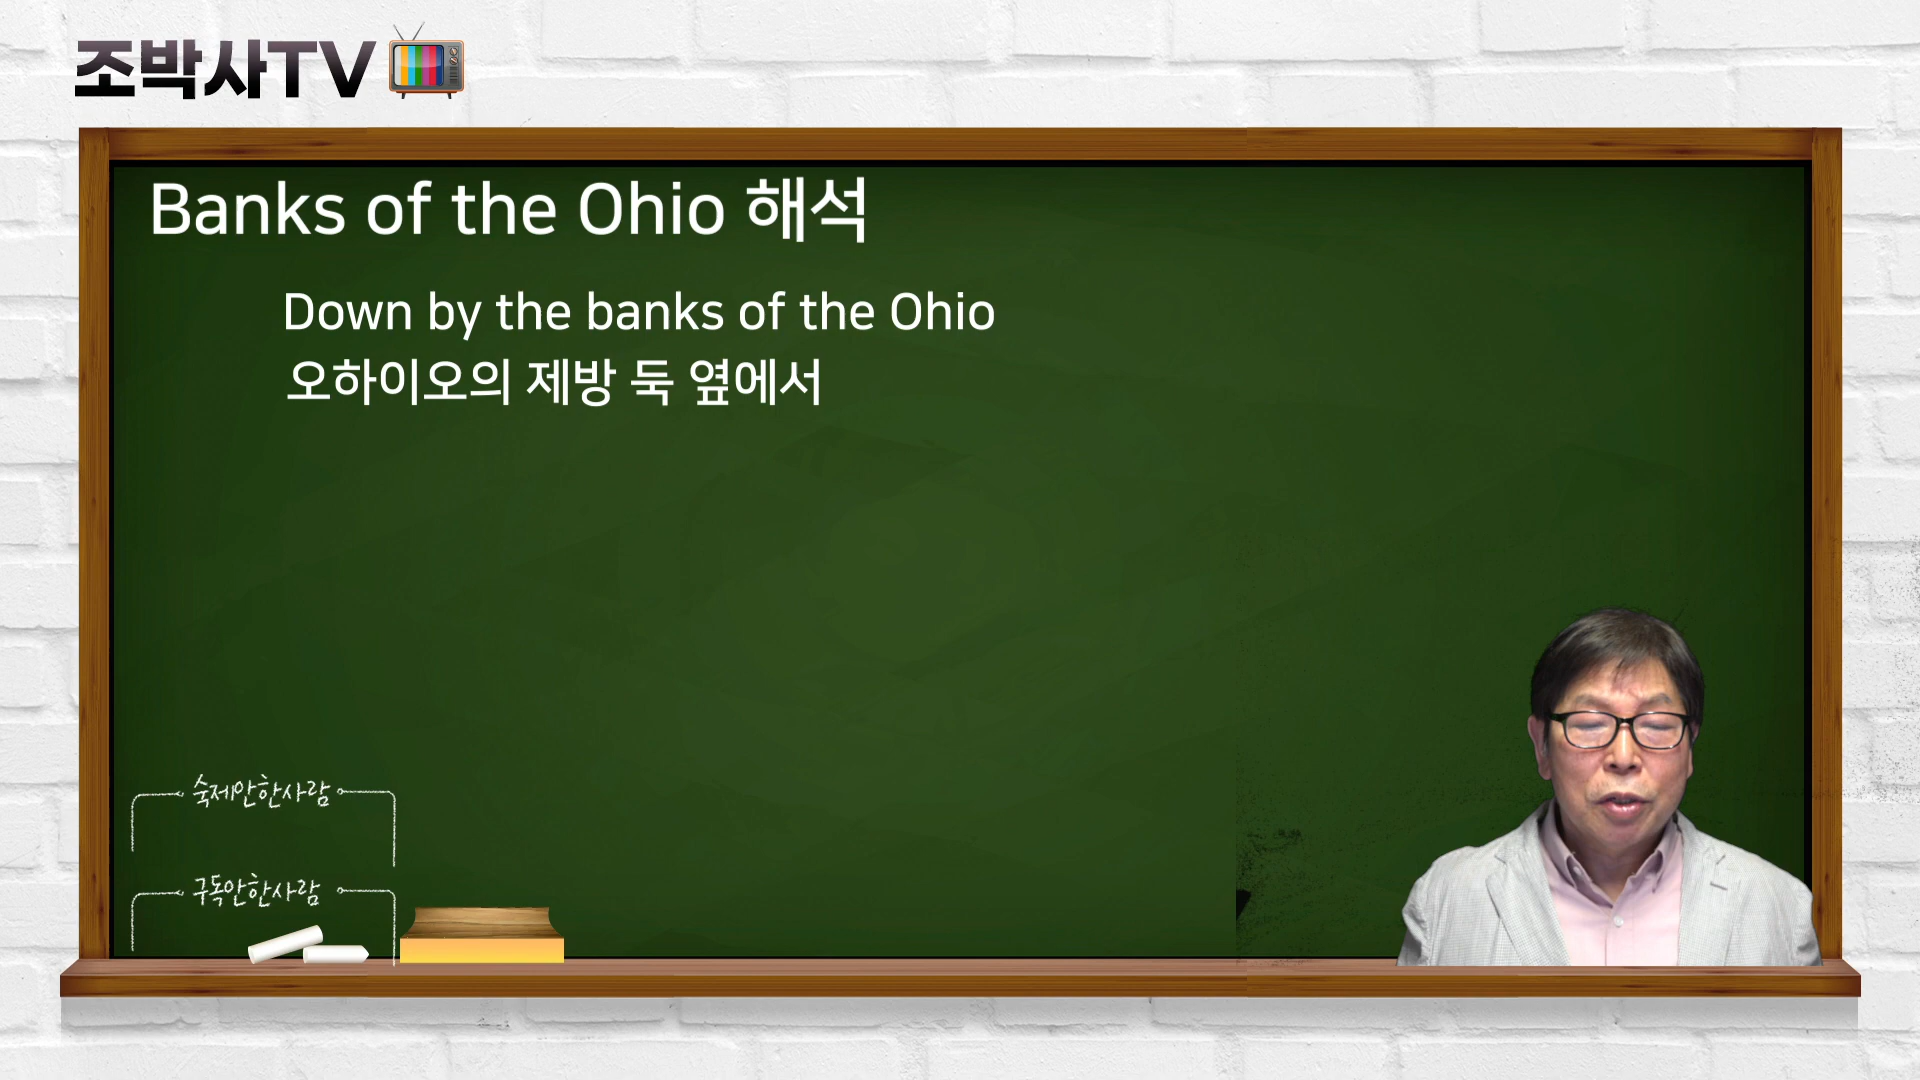 조박사TV
Banks of the Ohio 해석
Down by the banks of the Ohio
오하이오의 제방 둑 옆에서
숙제안한사람
구독안한사람